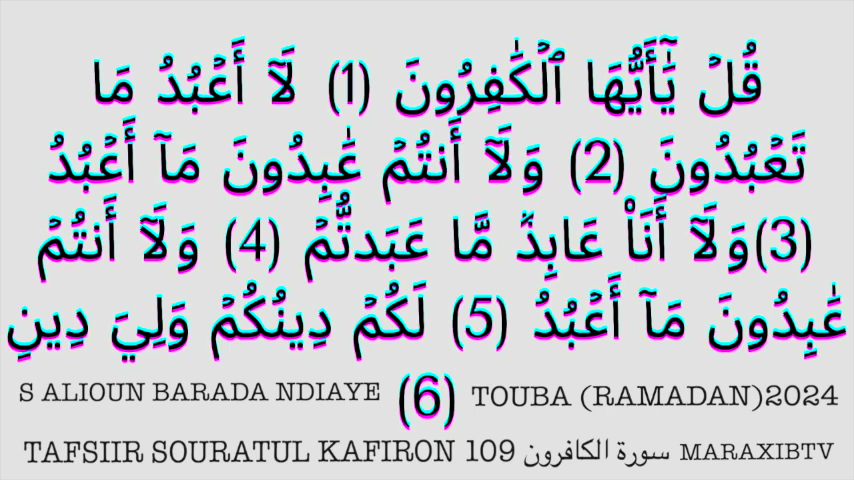 قُلۡ يَٰٓأَيُّهَا ٱلۡكَٰفِرُونَ (1) لَآ أَعۡبُدُ مَا
تَعۡبُدُونَ (2) وَلَآ أَنتُمۡ عَٰبِدُونَ مَآ أَعۡبُدُ
(3)وَلَآ أَنَا۠ عَابِدٞ مَّا عَبَدتُّمۡ (4) وَلَآ أَنتُمۡ
عَٰبِدُونَ مَآ أَعۡبُدُ (5) لَكُمۡ دِينُكُمۡ وَلِيَ دِينِ
S ALIOUN BARADA NDIAYE (6) TOUBA (RAMADAN)2024
TAFSIIR SOURATUL KAFIRON 109 سورة الكافرون MARAXIBTV